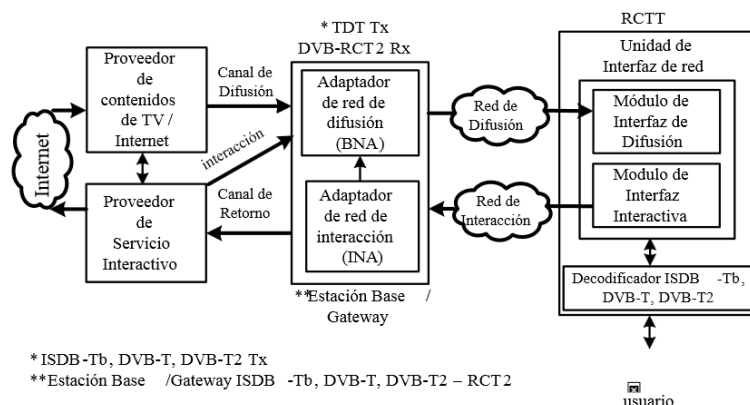 * TDT Tx
DVB-RCT2 Rx
RCTT
Proveedor
de
contenidos
de TV /
Internet
Canal de
Difusión
Adaptador
de red de
difusión
(BNA)
Red de
Difusión
Unidad de
Interfaz de red
Módulo de
Interfaz de
Difusión
Internet
interacción
Proveedor
de
Servicio
Interactivo
Canal de
Retorno
Adaptador
de red de
interacción
(INA)
Red de
Interacción
Modulo de
Interfaz
Interactiva
**Estación Base /
Gateway
Decodificador ISDB -Tb,
DVB-T, DVB-T2
* ISDB-Tb, DVB-T, DVB-T2 Tx
**Estación Base /Gateway ISDB -Tb, DVB-T, DVB-T2 – RCT2
usuario